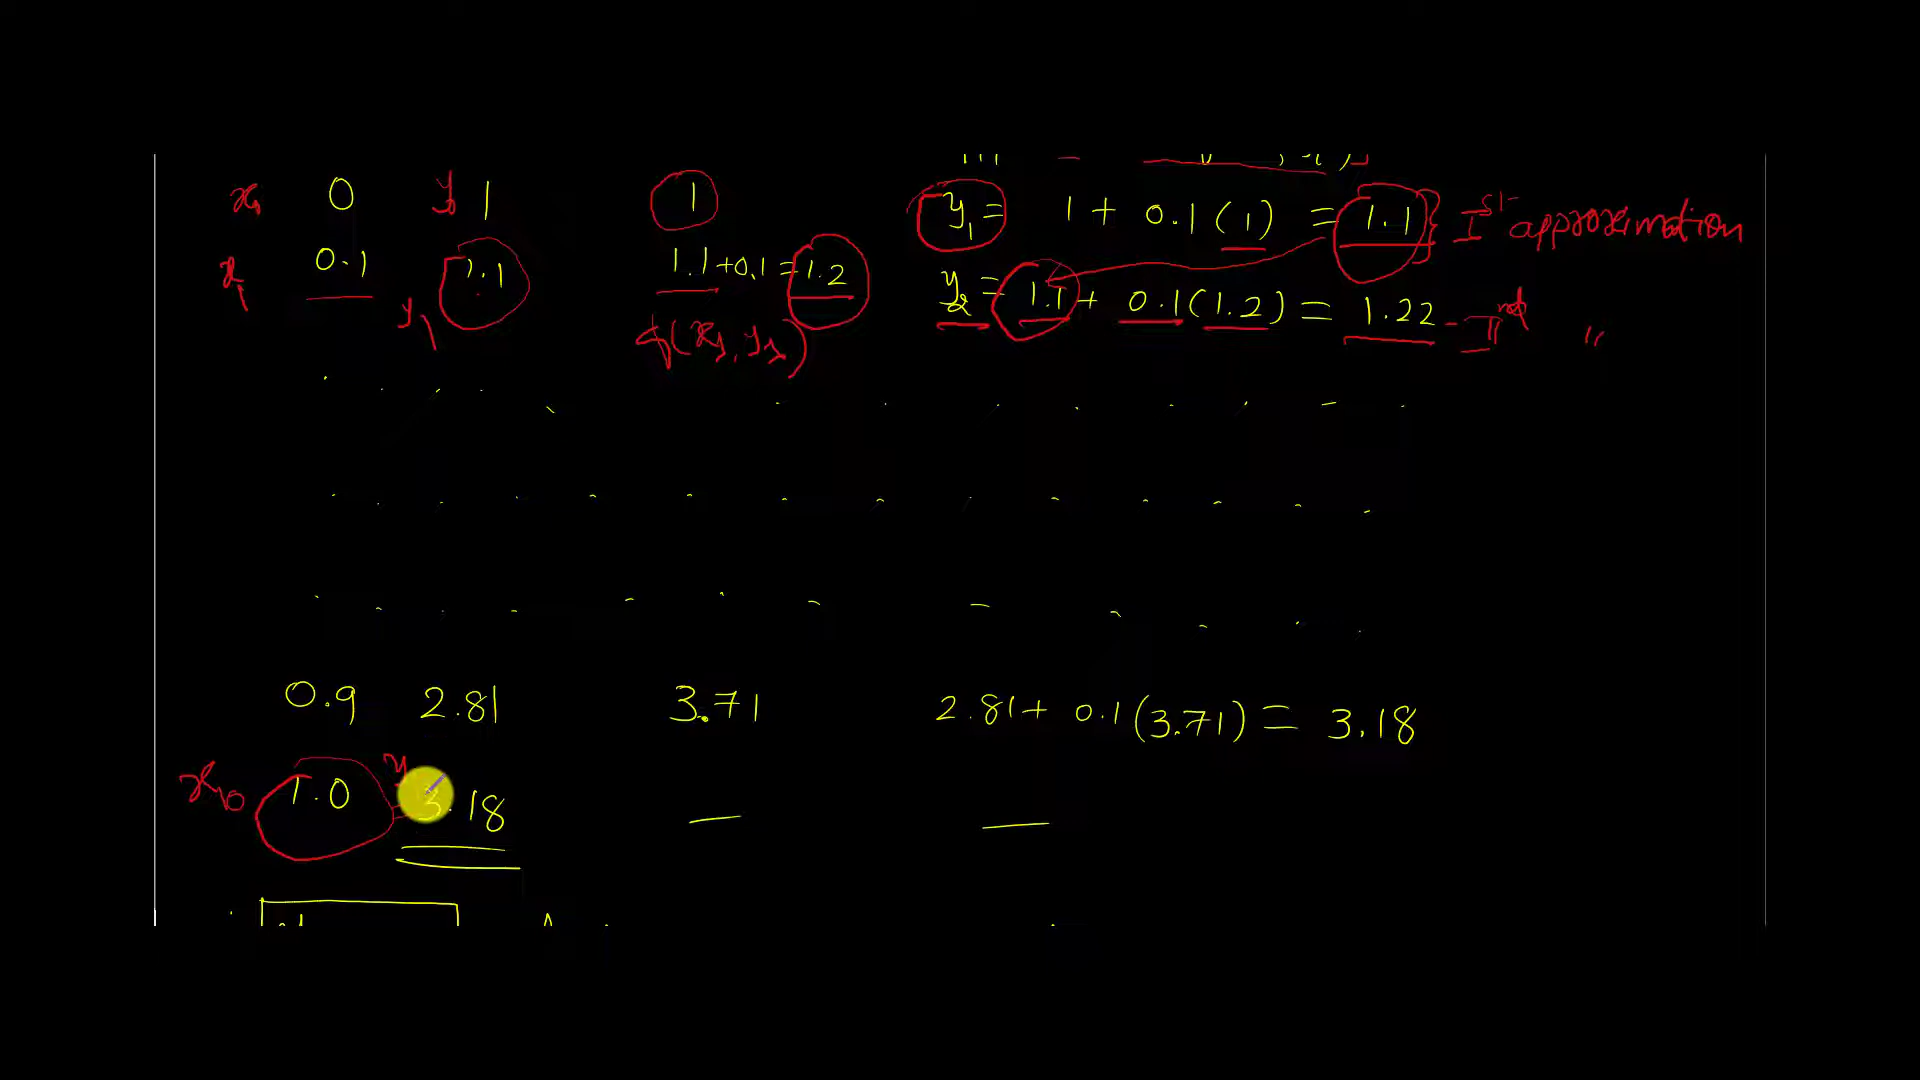 x₀ 0 y₀ 1 1 y₁ = 1 + 0.1 (1) = 1.1 } Iˢᵗ approximation
x₁ 0.1 y₁ 1.1 1.1+0.1 = 1.2 y₂ = 1.1 + 0.1(1.2) = 1.22 - IIⁿᵈ "
f(x₁, y₁)
0.9 2.81 3.71 2.81 + 0.1 (3.71) = 3.18
x₁₀ 1.0 y 3.18 — —